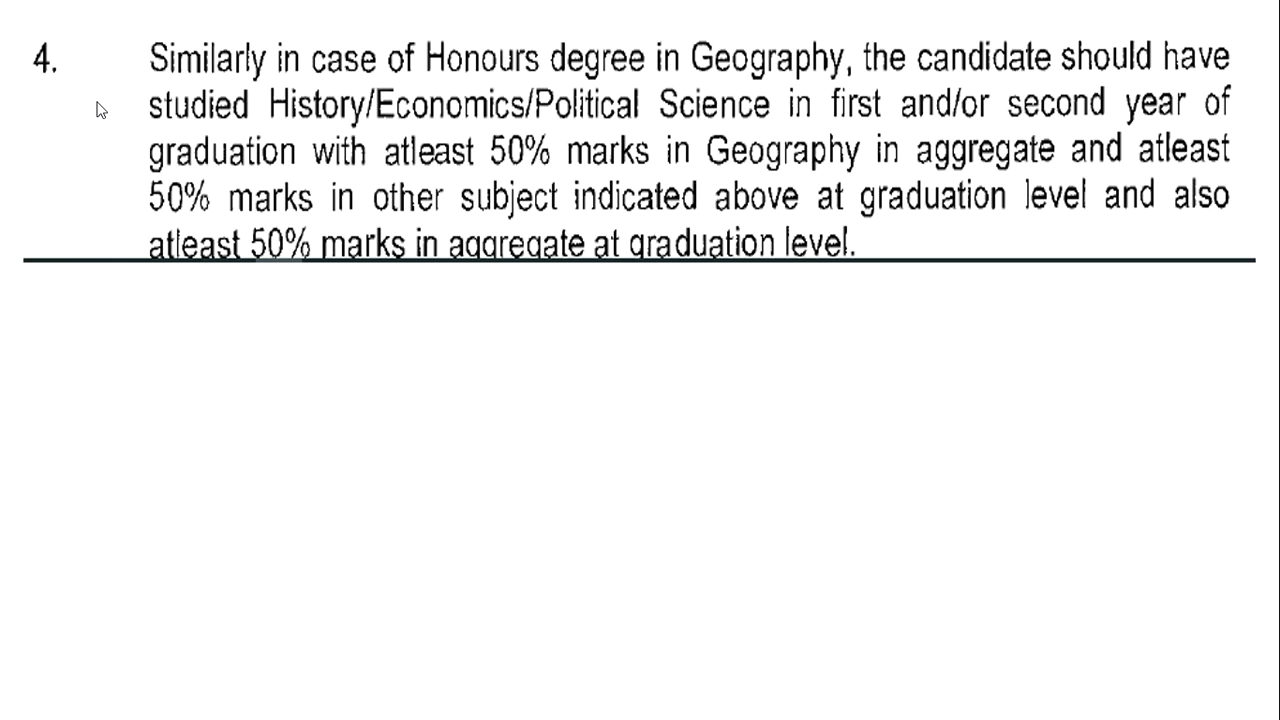 4. Similarly in case of Honours degree in Geography, the candidate should have
studied History/Economics/Political Science in first and/or second year of
graduation with atleast 50% marks in Geography in aggregate and atleast
50% marks in other subject indicated above at graduation level and also
atleast 50% marks in aggregate at graduation level.